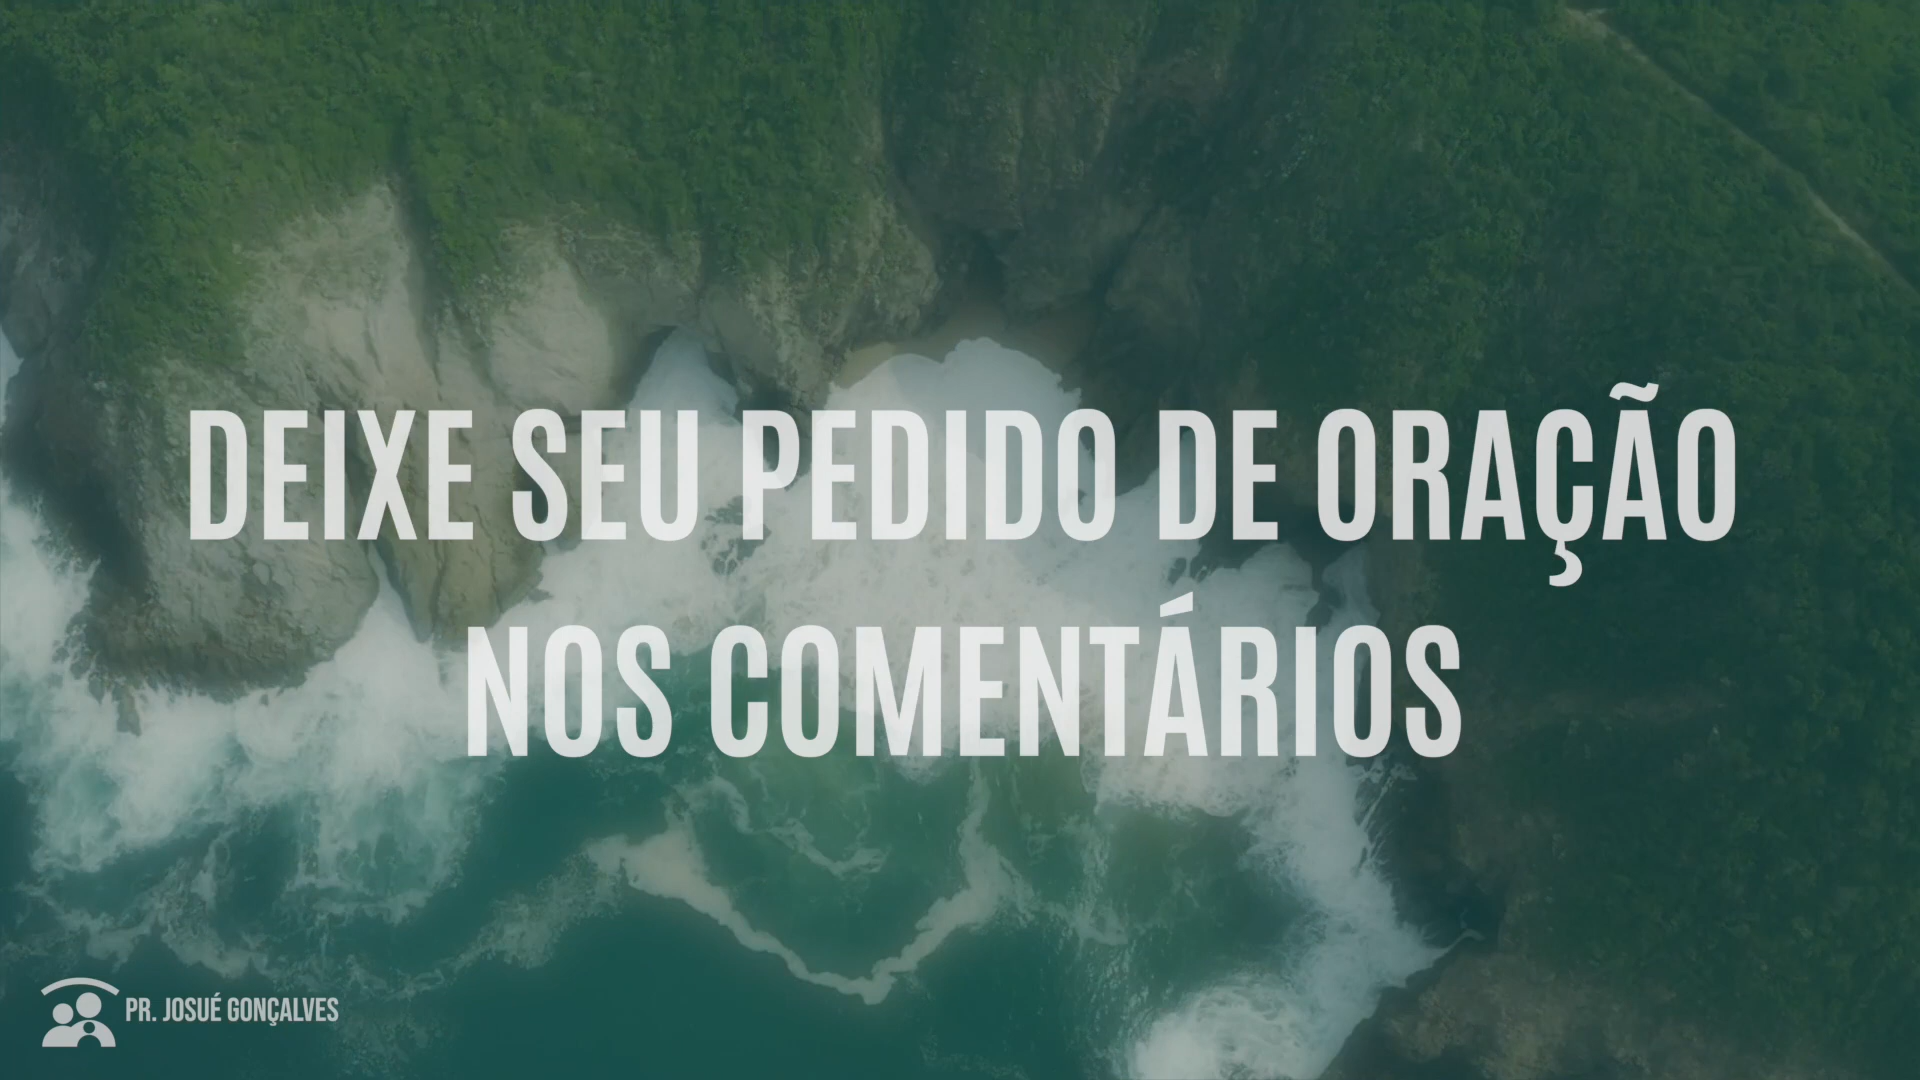 DEIXE SEU PEDIDO DE ORAÇÃO
NOS COMENTÁRIOS
PR. JOSUÉ GONÇALVES